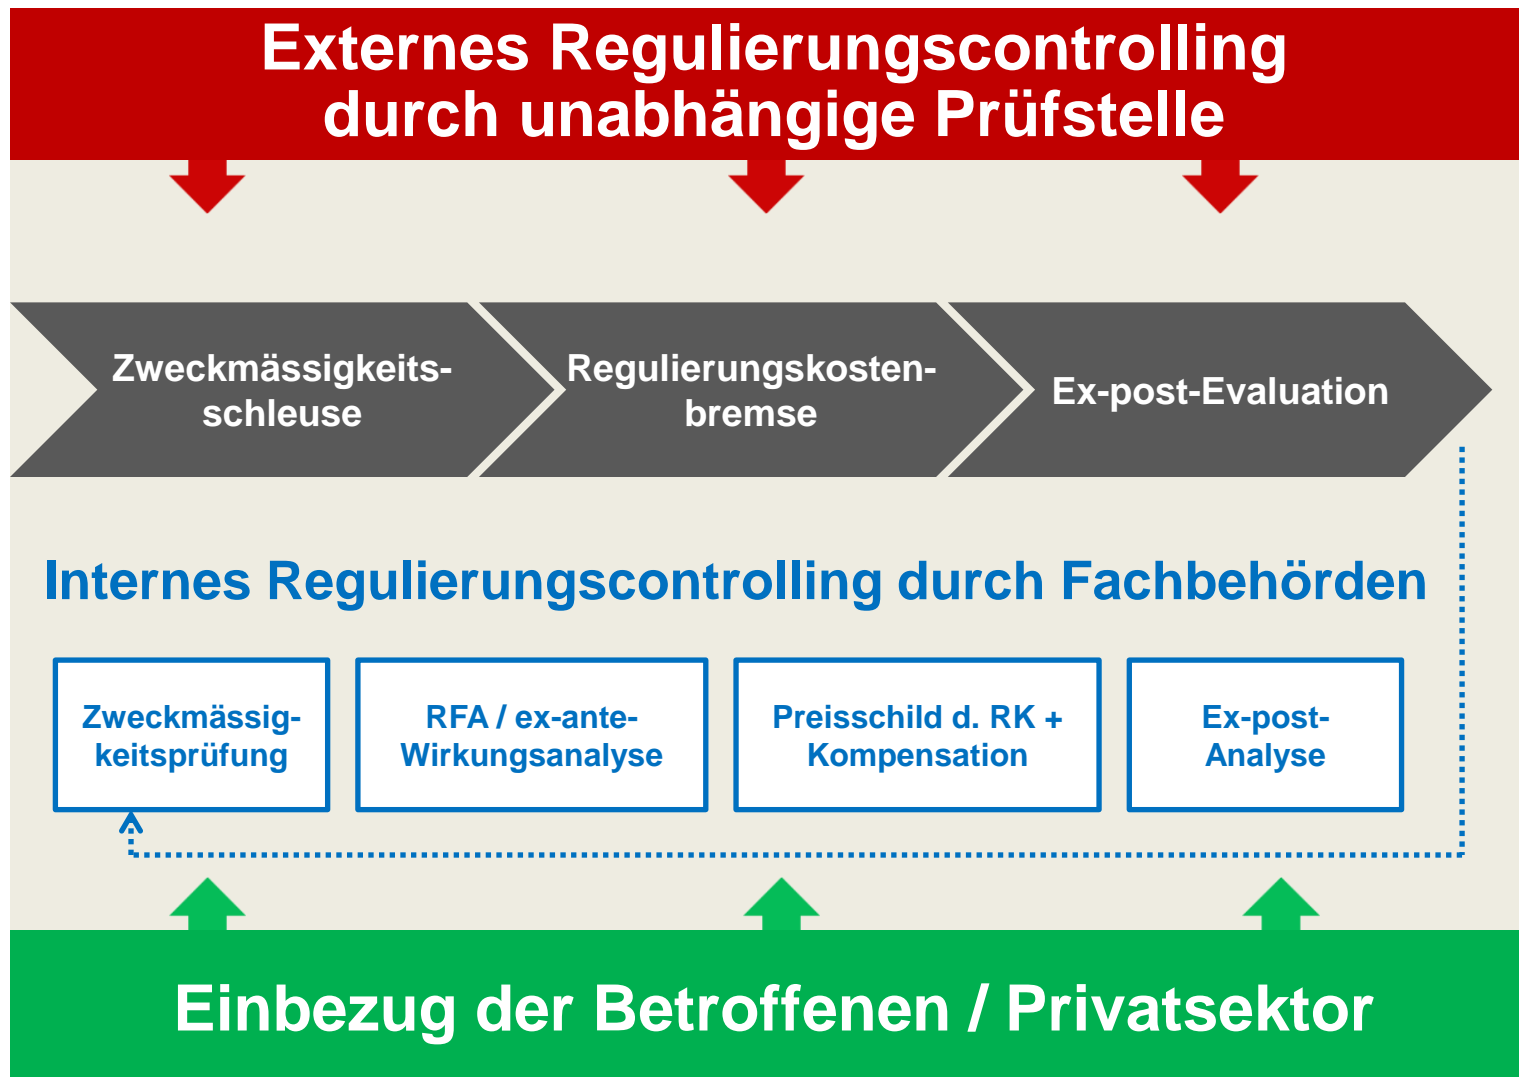 Externes Regulierungscontrolling
durch unabhängige Prüfstelle
Zweckmässigkeits-
schleuse
Regulierungskosten-
bremse
Ex-post-Evaluation
Internes Regulierungscontrolling durch Fachbehörden
Zweckmässig-
keitsprüfung
RFA / ex-ante-
Wirkungsanalyse
Preisschild d. RK +
Kompensation
Ex-post-
Analyse
Einbezug der Betroffenen / Privatsektor